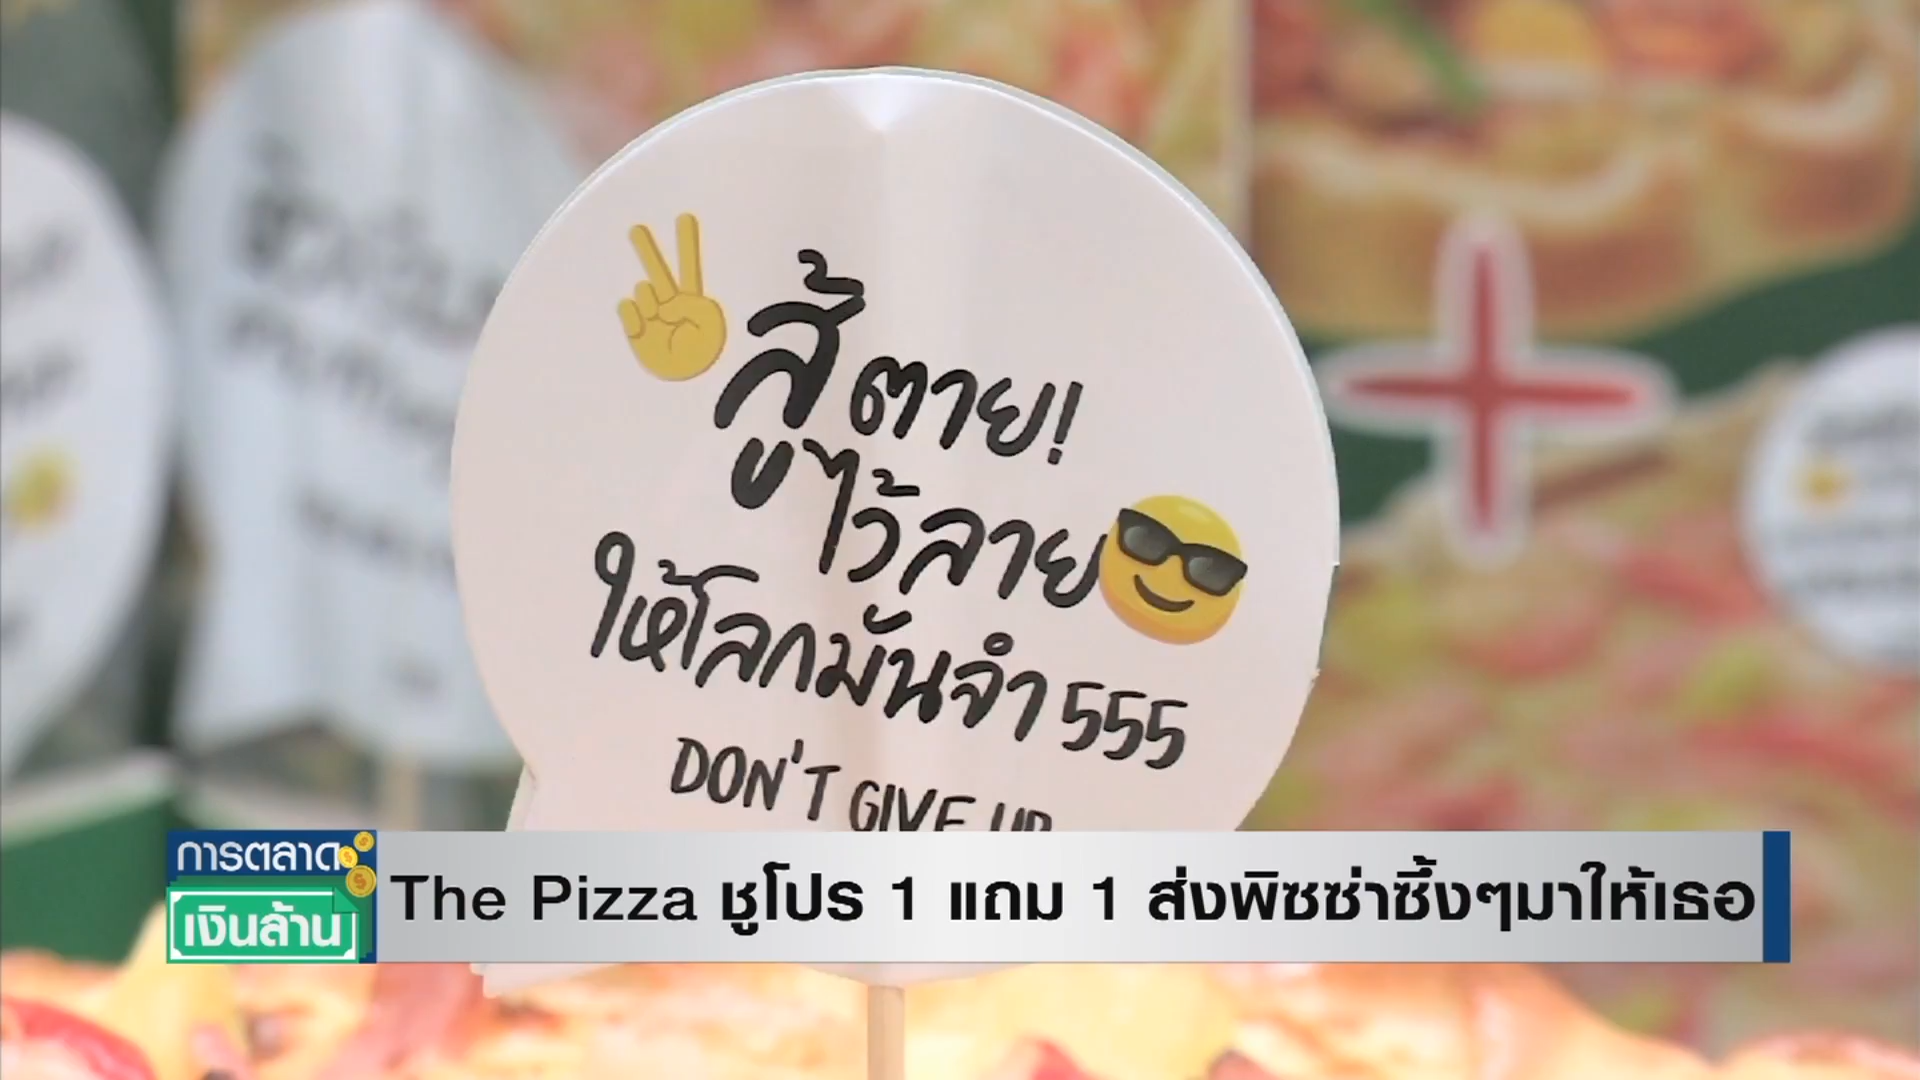 สู้ตาย!
ไว้ลาย
ให้โลกมันจำ 555
DON'T GIVE UP
การตลาด
เงินล้าน
The Pizza ชูโปร 1 แถม 1 ส่งพิซซ่าซึ้งๆมาให้เธอ